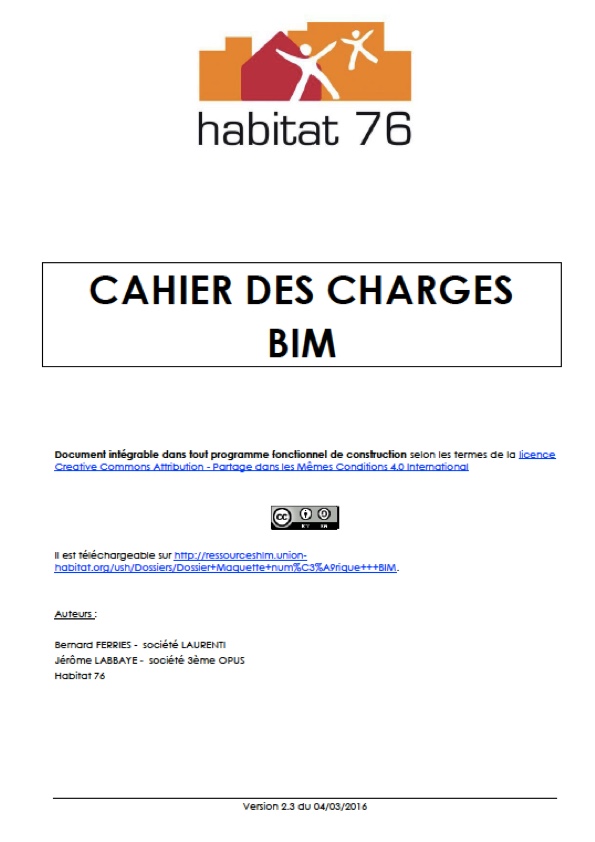 habitat 76
CAHIER DES CHARGES
BIM
Document intégrable dans tout programme fonctionnel de construction selon les termes de la licence
Creative Commons Attribution - Partage dans les Mêmes Conditions 4.0 International
cc
BY SA
Il est téléchargeable sur http://ressourceshlm.union-
habitat.org/ush/Dossiers/Dossier+Maquette+num%C3%A9rique+++BIM.
Auteurs :
Bernard FERRIES - société LAURENTI
Jérôme LABBAYE - société 3ème OPUS
Habitat 76
Version 2.3 du 04/03/2016